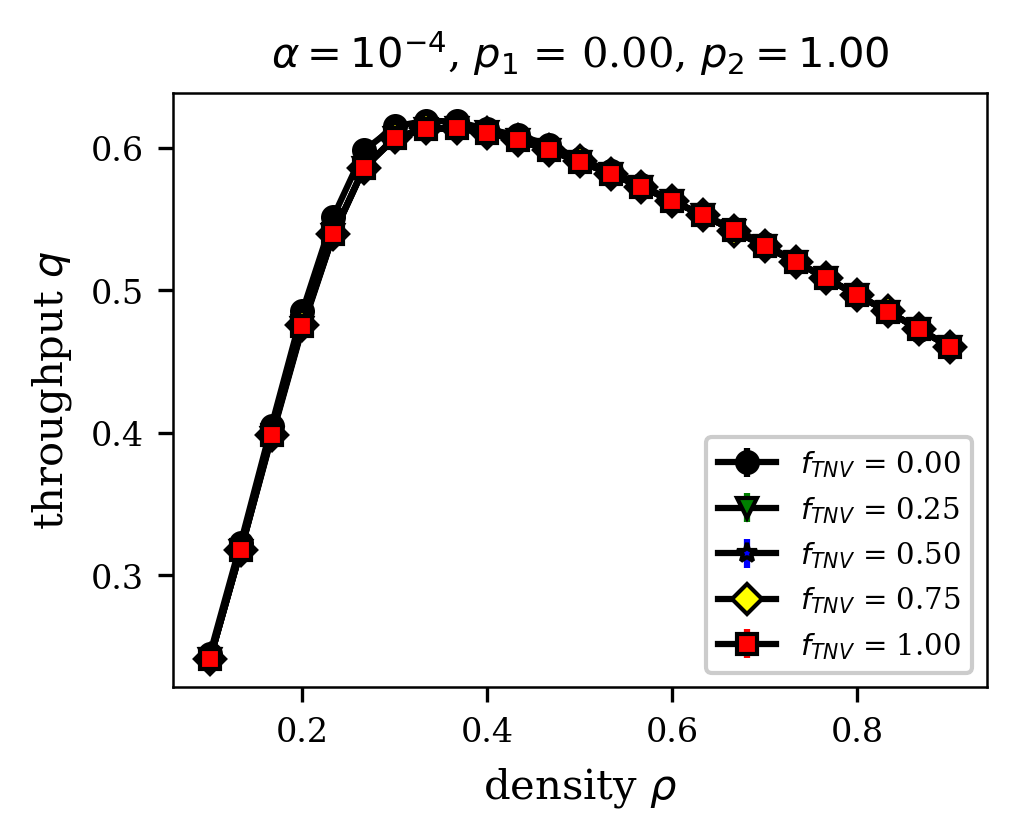 α = 10⁻⁴, p₁ = 0.00, p₂ = 1.00
0.6
0.5
0.4
0.3
throughput q
f_TNV = 0.00
f_TNV = 0.25
f_TNV = 0.50
f_TNV = 0.75
f_TNV = 1.00
0.2 0.4 0.6 0.8
density ρ